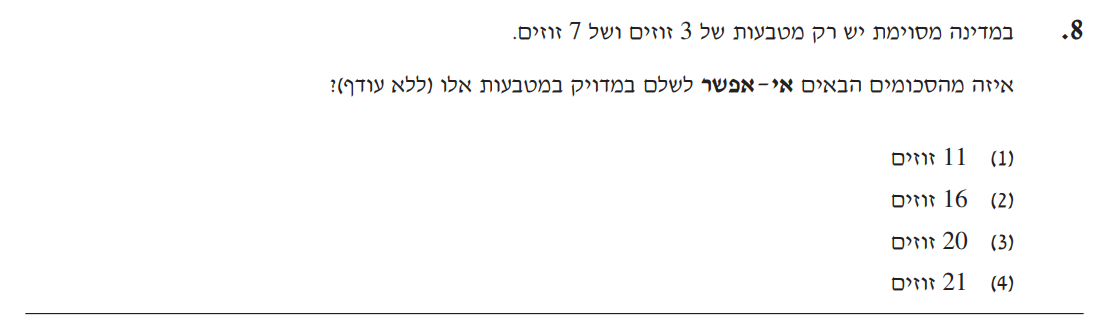 8. במדינה מסוימת יש רק מטבעות של 3 זוזים ושל 7 זוזים.
איזה מהסכומים הבאים אי-אפשר לשלם במדויק במטבעות אלו (ללא עודף)?
(1) 11 זוזים
(2) 16 זוזים
(3) 20 זוזים
(4) 21 זוזים